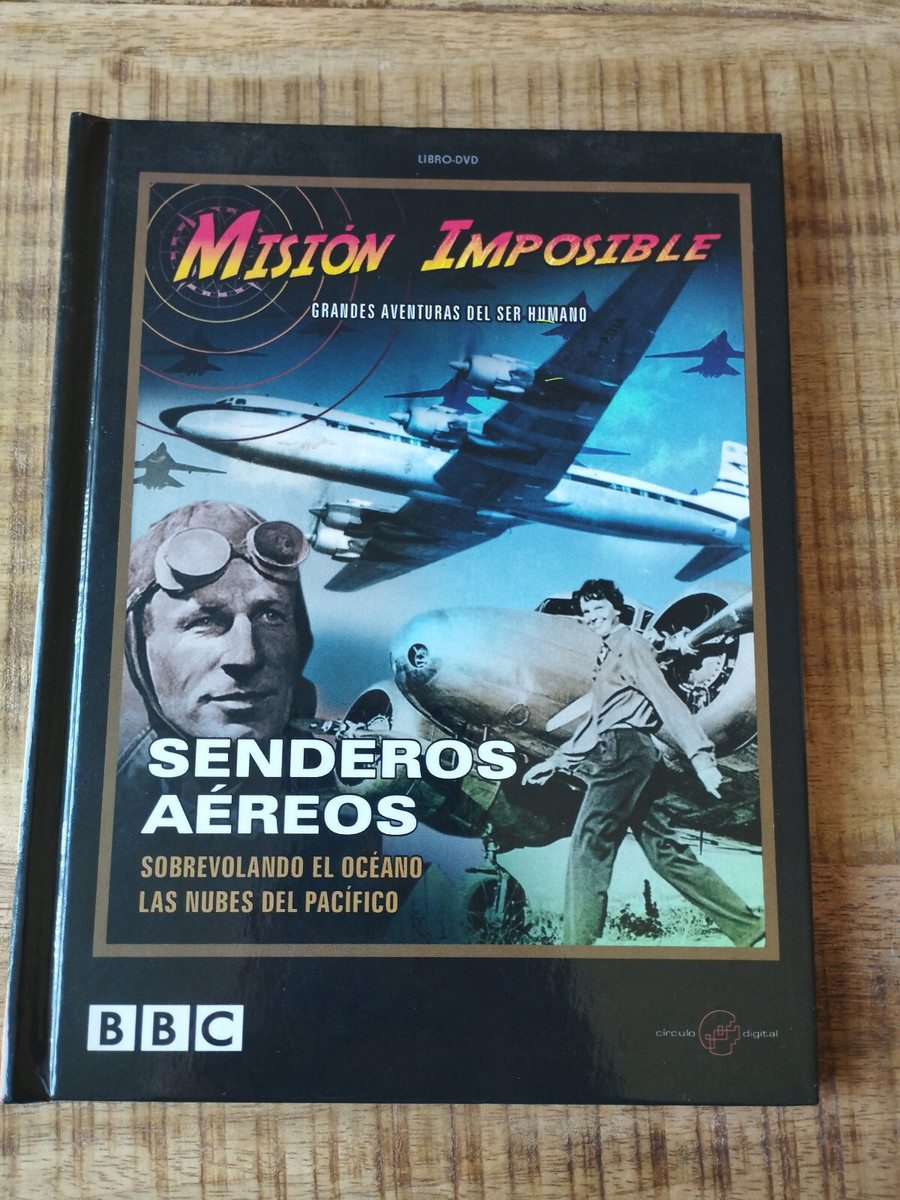 LIBRO-DVD
MISIÓN IMPOSIBLE
GRANDES AVENTURAS DEL SER HUMANO
SENDEROS
AÉREOS
SOBREVOLANDO EL OCÉANO
LAS NUBES DEL PACÍFICO
BBC
círculo digital